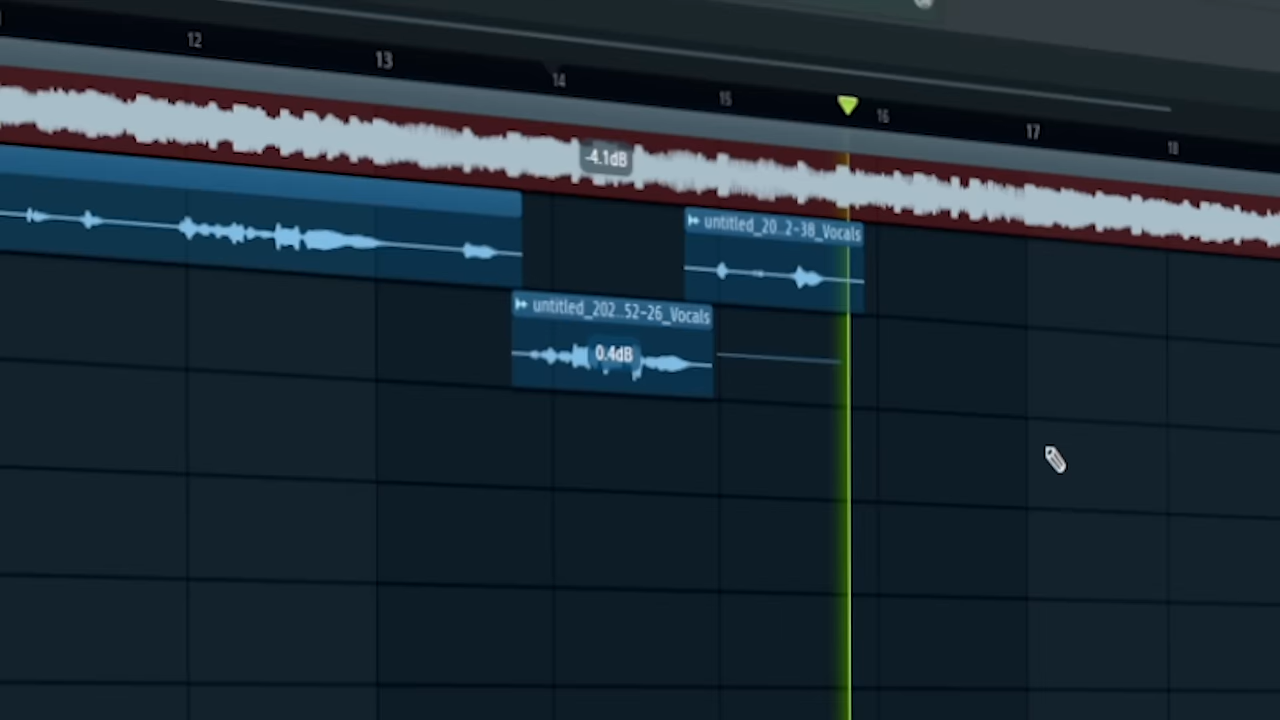 12
13
14
15
16
17
18
-4.1dB
untitled_20..2-38_Vocals
untitled_202..52-26_Vocals
0.4dB